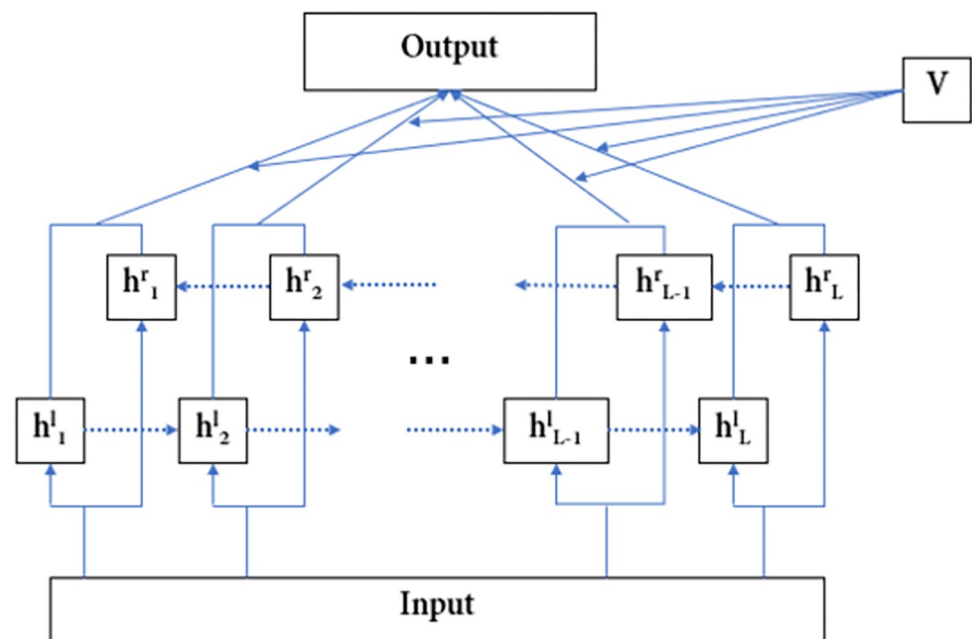 Output
V
hʳ₁ hʳ₂ hʳL-1 hʳL
...
hˡ₁ hˡ₂ hˡL-1 hˡL
Input